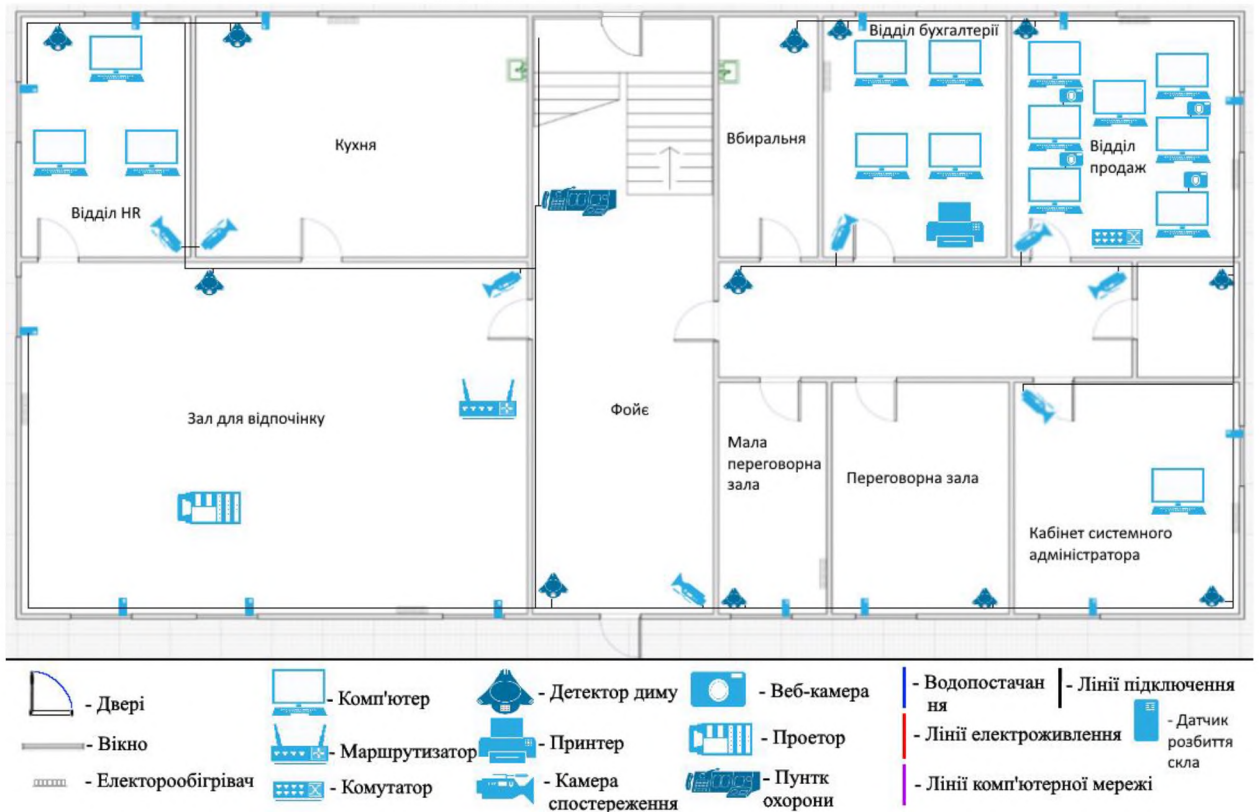 Відділ бухгалтерії
Кухня
Вбиральня
Відділ
продаж
Відділ HR
Зал для відпочінку
Фойє
Мала
переговорна
зала
Переговорна зала
Кабінет системного
адміністратора
- Двері
- Вікно
- Електорообігрівач
- Комп'ютер
- Маршрутизатор
- Комутатор
- Детектор диму
- Принтер
- Камера
спостереження
- Веб-камера
- Проетор
- Пунтк
охорони
- Водопостачан
ня
- Лінії електроживлення
- Лінії комп'ютерної мережі
- Лінії підключення
- Датчик
розбиття
скла